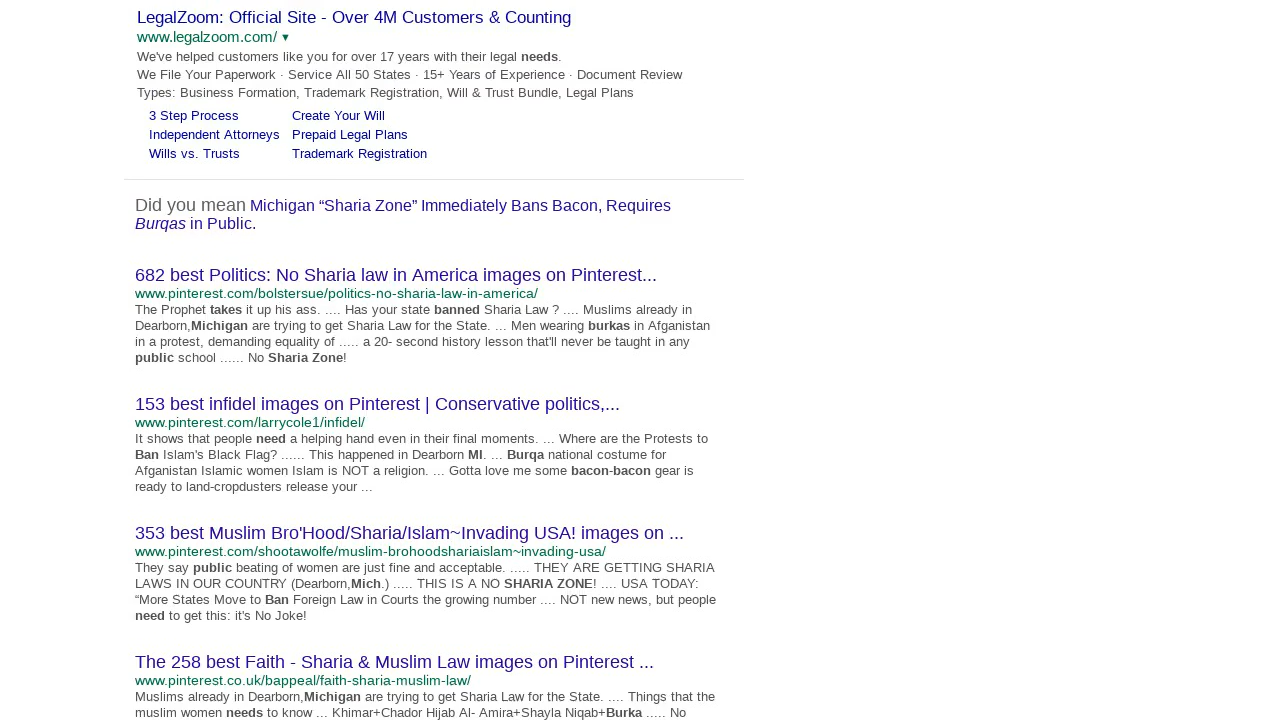 LegalZoom: Official Site - Over 4M Customers & Counting
www.legalzoom.com/ ▼
We've helped customers like you for over 17 years with their legal needs.
We File Your Paperwork · Service All 50 States · 15+ Years of Experience · Document Review
Types: Business Formation, Trademark Registration, Will & Trust Bundle, Legal Plans
3 Step Process Create Your Will
Independent Attorneys Prepaid Legal Plans
Wills vs. Trusts Trademark Registration
Did you mean Michigan “Sharia Zone” Immediately Bans Bacon, Requires
Burqas in Public.
682 best Politics: No Sharia law in America images on Pinterest...
www.pinterest.com/bolstersue/politics-no-sharia-law-in-america/
The Prophet takes it up his ass. .... Has your state banned Sharia Law ? .... Muslims already in
Dearborn,Michigan are trying to get Sharia Law for the State. ... Men wearing burkas in Afganistan
in a protest, demanding equality of ..... a 20- second history lesson that'll never be taught in any
public school ...... No Sharia Zone!
153 best infidel images on Pinterest | Conservative politics,...
www.pinterest.com/larrycole1/infidel/
It shows that people need a helping hand even in their final moments. ... Where are the Protests to
Ban Islam's Black Flag? ...... This happened in Dearborn MI. ... Burqa national costume for
Afganistan Islamic women Islam is NOT a religion. ... Gotta love me some bacon-bacon gear is
ready to land-cropdusters release your ...
353 best Muslim Bro'Hood/Sharia/Islam~Invading USA! images on ...
www.pinterest.com/shootawolfe/muslim-brohoodshariaislam~invading-usa/
They say public beating of women are just fine and acceptable. ..... THEY ARE GETTING SHARIA
LAWS IN OUR COUNTRY (Dearborn,Mich.) ..... THIS IS A NO SHARIA ZONE! .... USA TODAY:
“More States Move to Ban Foreign Law in Courts the growing number .... NOT new news, but people
need to get this: it's No Joke!
The 258 best Faith - Sharia & Muslim Law images on Pinterest ...
www.pinterest.co.uk/bappeal/faith-sharia-muslim-law/
Muslims already in Dearborn,Michigan are trying to get Sharia Law for the State. .... Things that the
muslim women needs to know ... Khimar+Chador Hijab Al- Amira+Shayla Niqab+Burka ..... No